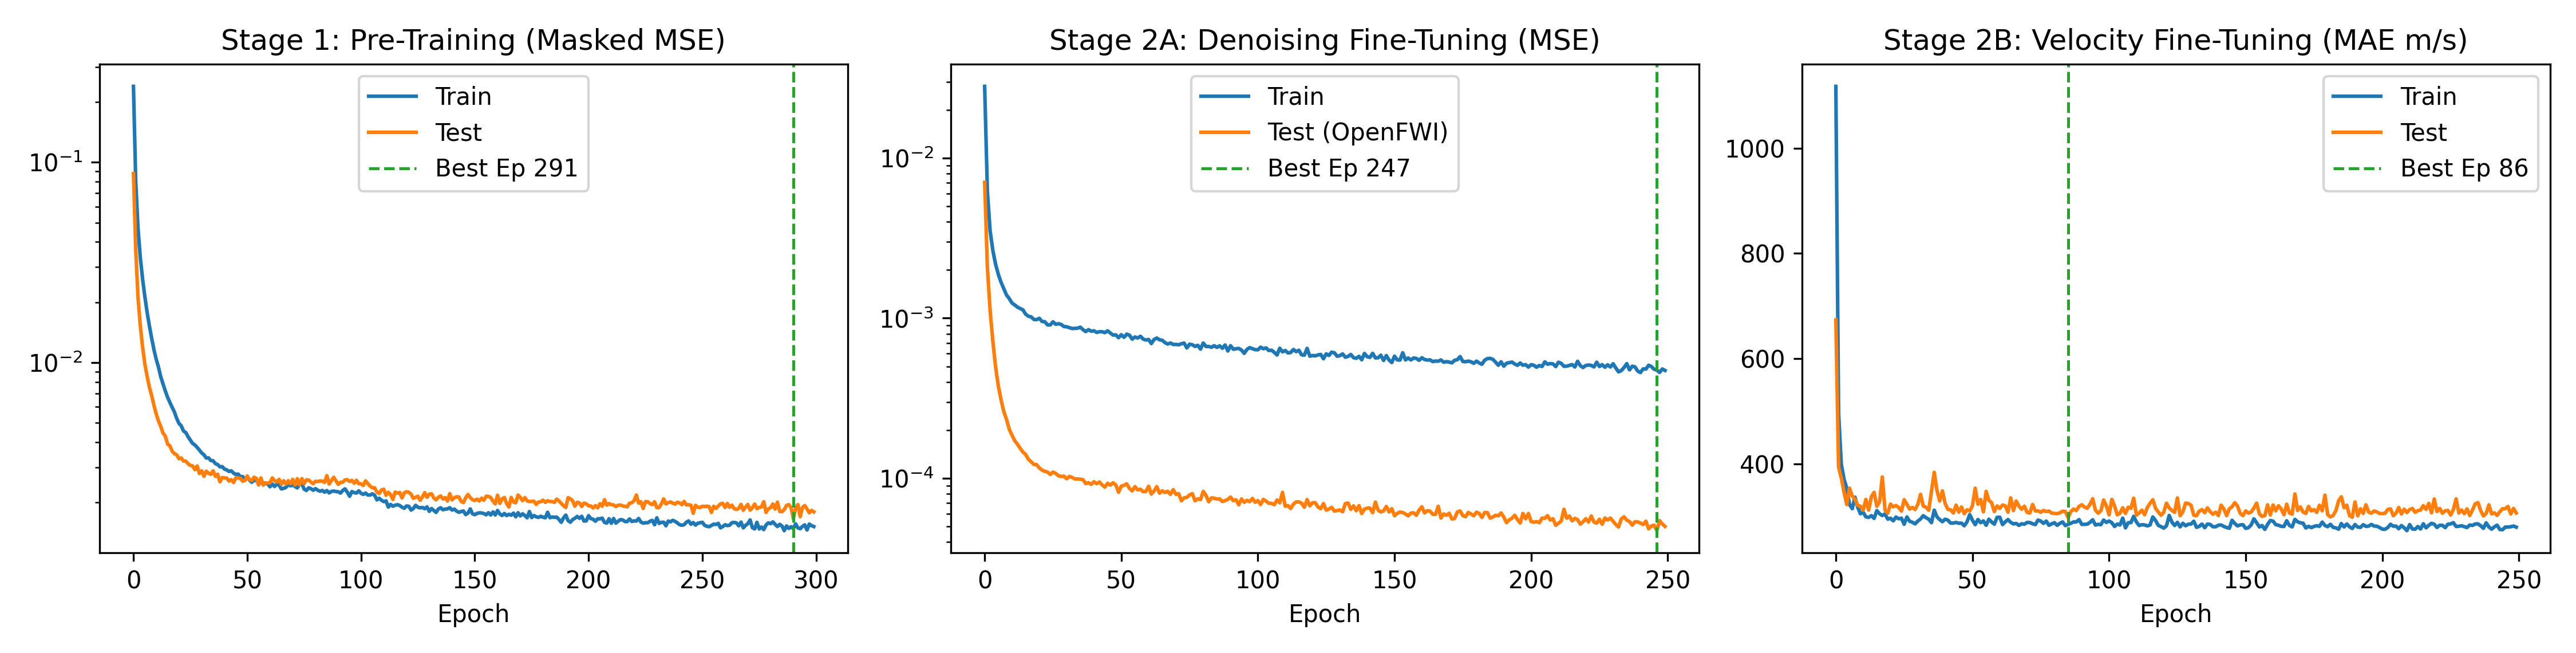 Stage 1: Pre-Training (Masked MSE)
Train
Test
Best Ep 291
10⁻¹
10⁻²
0 50 100 150 200 250 300
Epoch
Stage 2A: Denoising Fine-Tuning (MSE)
Train
Test (OpenFWI)
Best Ep 247
10⁻²
10⁻³
10⁻⁴
0 50 100 150 200 250
Epoch
Stage 2B: Velocity Fine-Tuning (MAE m/s)
Train
Test
Best Ep 86
1000
800
600
400
0 50 100 150 200 250
Epoch